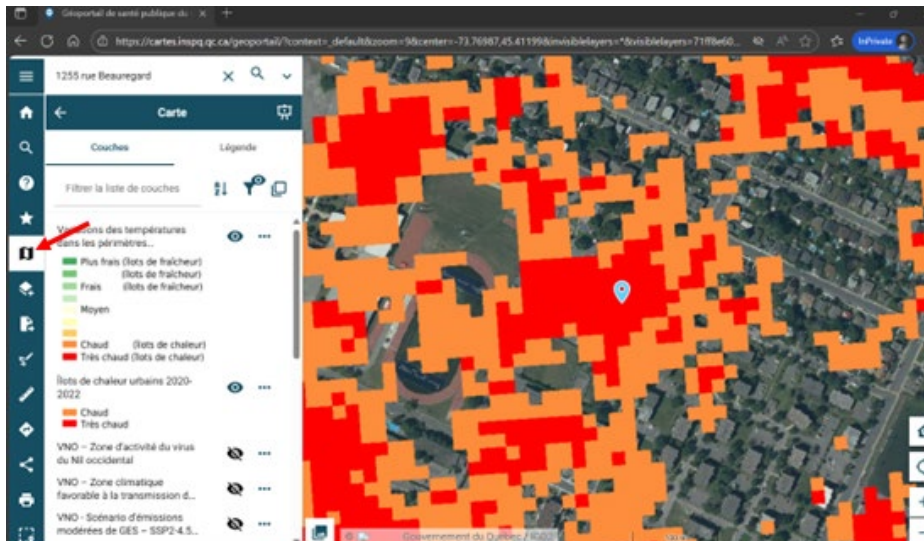 Géoportail de santé publique du
https://cartes.inspq.qc.ca/geoportail/?context=_default&zoom=9&center=-73.76987,45.41199&invisiblelayers=*&visiblelayers=71ff8e60...
InPrivate
1255 rue Beauregard
Carte
Couches
Légende
Filtrer la liste de couches
Variations des températures
dans les périmètres...
Plus frais (îlots de fraîcheur)
(îlots de fraîcheur)
Frais (îlots de fraîcheur)
Moyen
Chaud (îlots de chaleur)
Très chaud (îlots de chaleur)
Îlots de chaleur urbains 2020-
2022
Chaud
Très chaud
VNO – Zone d'activité du virus
du Nil occidental
VNO – Zone climatique
favorable à la transmission d...
VNO - Scénario d'émissions
modérées de GES – SSP2-4.5...
Gouvernement du Québec /